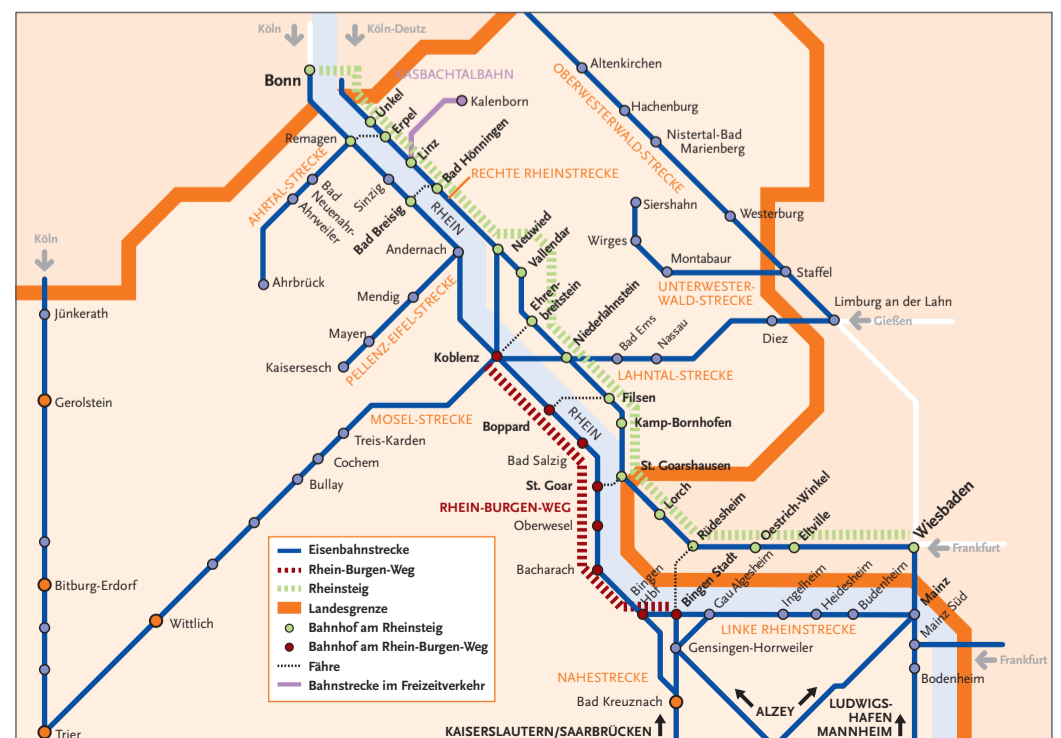 Köln
Köln-Deutz
Bonn
KASBACHTALBAHN
Kalenborn
Unkel
Erpel
Linz
Bad Hönningen
Remagen
RECHTE RHEINSTRECKE
AHRTAL-STRECKE
Bad
Neuenahr-
Ahrweiler
Sinzig
Bad Breisig
RHEIN
Ahrbrück
Andernach
Neuwied
Vallendar
Ehren-
breitstein
Niederlahnstein
Altenkirchen
OBERWESTERWALD-STRECKE
Hachenburg
Nistertal-Bad
Marienberg
Siershahn
Westerburg
Wirges
Montabaur
Staffel
UNTERWESTER-
WALD-STRECKE
Limburg an der Lahn
Gießen
Diez
Bad Ems
Nassau
LAHNTAL-STRECKE
Köln
Jünkerath
Mendig
Mayen
Kaisersesch
PELLENZ-EIFEL-STRECKE
Koblenz
Gerolstein
MOSEL-STRECKE
Treis-Karden
Cochem
Bullay
Boppard
RHEIN
Filsen
Kamp-Bornhofen
Bad Salzig
St. Goar
St. Goarshausen
RHEIN-BURGEN-WEG
Oberwesel
Lorch
Rüdesheim
Oestrich-Winkel
Eltville
Wiesbaden
Frankfurt
Bacharach
Bingen
Hbf
Bingen Stadt
Gau Algesheim
Ingelheim
Heidesheim
Budenheim
Mainz
Mainz Süd
LINKE RHEINSTRECKE
Gensingen-Horrweiler
Frankfurt
Bodenheim
Bitburg-Erdorf
Wittlich
Trier
Eisenbahnstrecke
Rhein-Burgen-Weg
Rheinsteig
Landesgrenze
Bahnhof am Rheinsteig
Bahnhof am Rhein-Burgen-Weg
Fähre
Bahnstrecke im Freizeitverkehr
NAHESTRECKE
Bad Kreuznach
KAISERSLAUTERN/SAARBRÜCKEN
ALZEY
LUDWIGS-
HAFEN
MANNHEIM